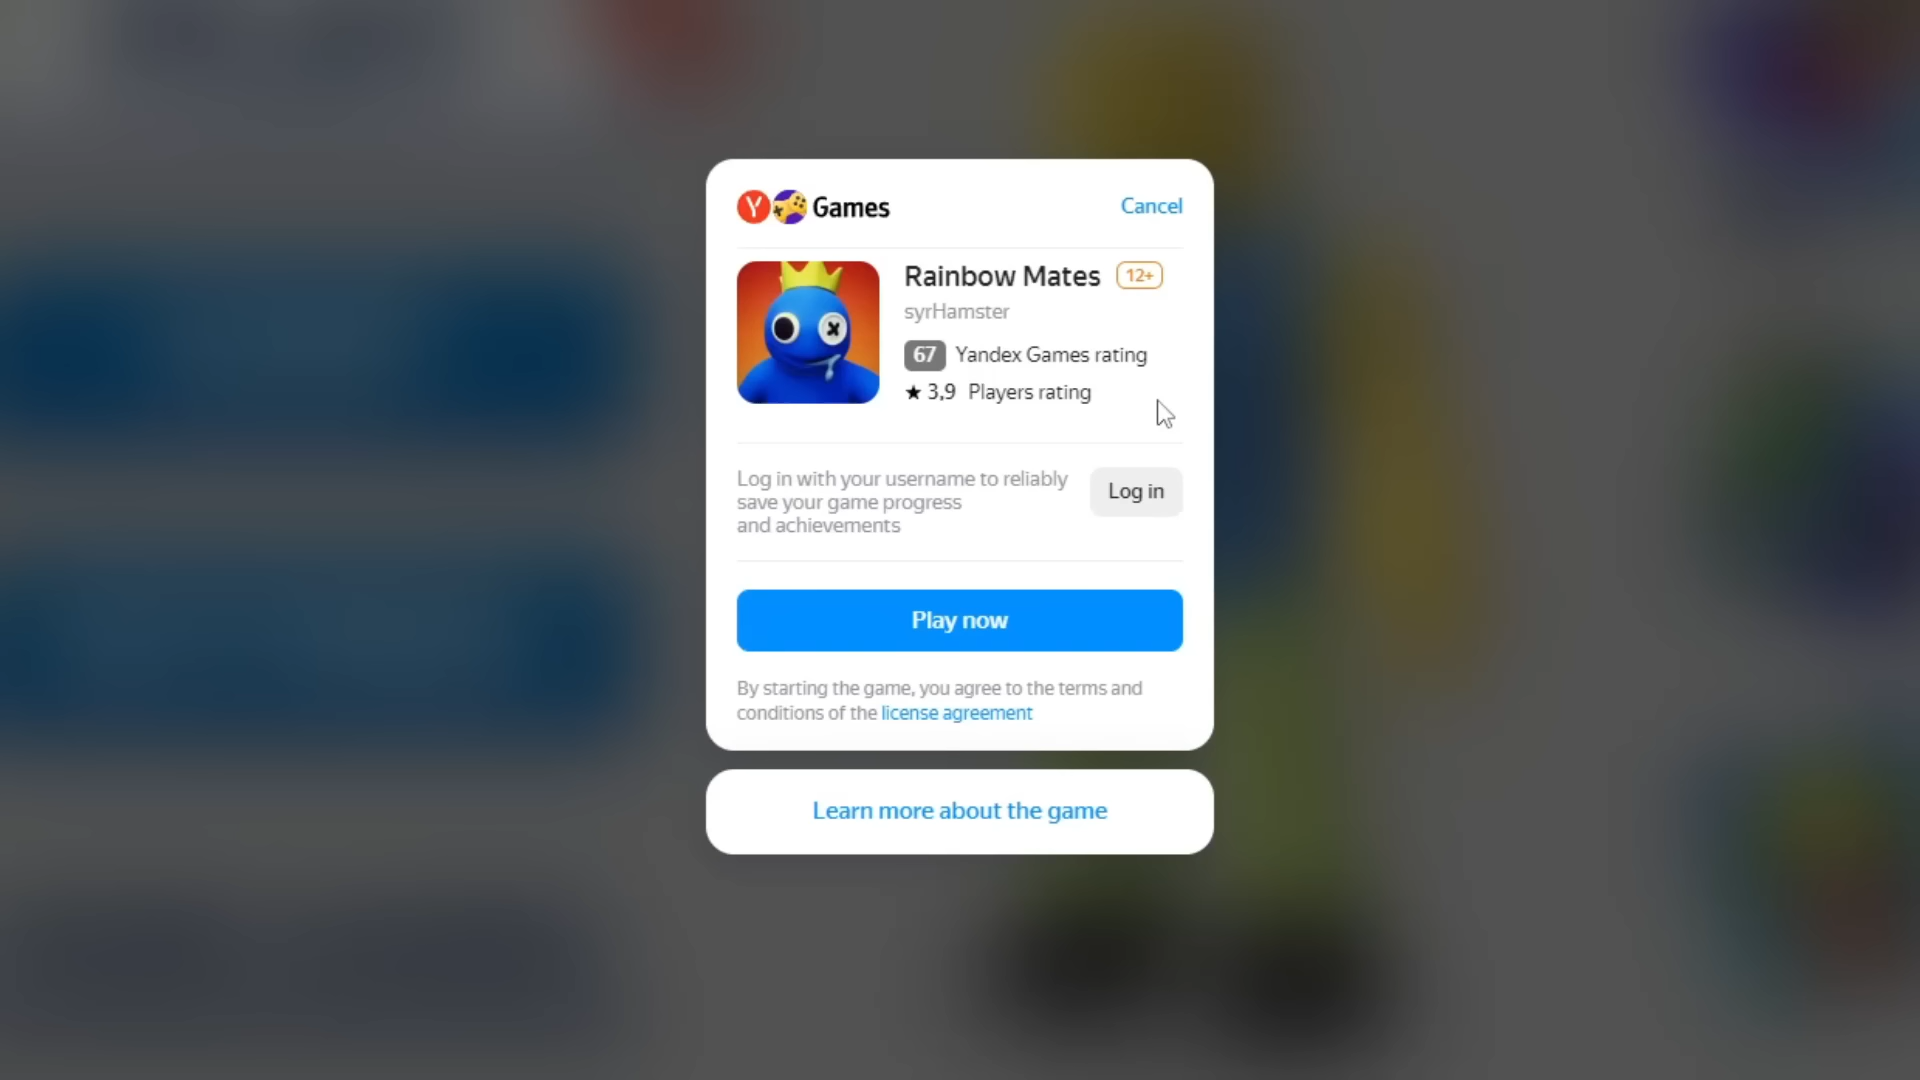 Y Games
Cancel
Rainbow Mates 12+
syrHamster
67 Yandex Games rating
★ 3,9 Players rating
Log in with your username to reliably
save your game progress
and achievements
Log in
Play now
By starting the game, you agree to the terms and
conditions of the license agreement
Learn more about the game